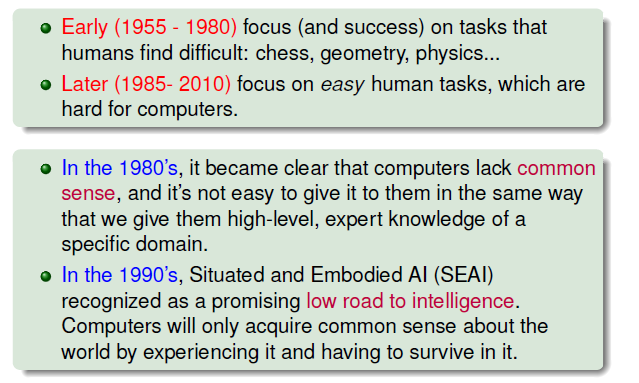 Early (1955 - 1980) focus (and success) on tasks that
humans find difficult: chess, geometry, physics...
Later (1985- 2010) focus on easy human tasks, which are
hard for computers.
In the 1980's, it became clear that computers lack common
sense, and it's not easy to give it to them in the same way
that we give them high-level, expert knowledge of a
specific domain.
In the 1990's, Situated and Embodied AI (SEAI)
recognized as a promising low road to intelligence.
Computers will only acquire common sense about the
world by experiencing it and having to survive in it.